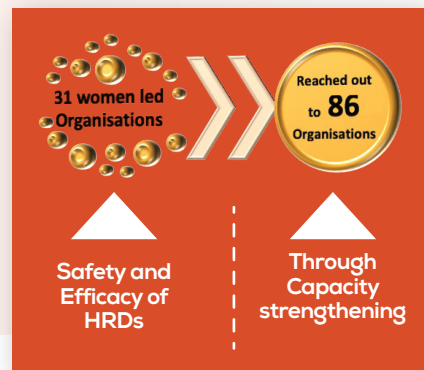 31 women led
Organisations
Reached out
to 86
Organisations
Safety and
Efficacy of
HRDs
Through
Capacity
strengthening